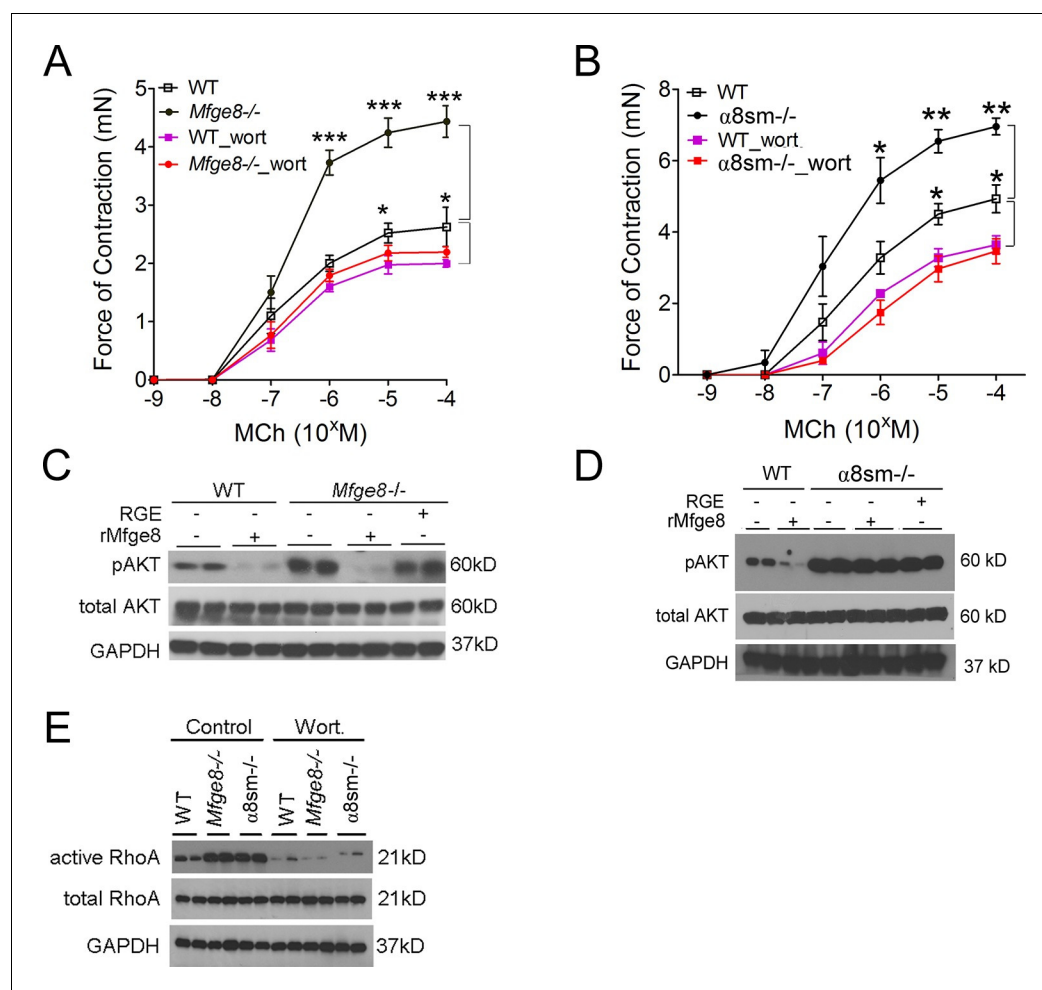 A
WT
Mfge8-/-
WT_wort
Mfge8-/-_wort
Force of Contraction (mN)
5
4
3
2
1
0
-9 -8 -7 -6 -5 -4
MCh (10^xM)
*** *** ***
* *
B
WT
α8sm-/-
WT_wort
α8sm-/-_wort
Force of Contraction (mN)
8
6
4
2
0
-9 -8 -7 -6 -5 -4
MCh (10^xM)
* ** **
* *
C
WT Mfge8-/-
RGE - - - - +
rMfge8 - + - + -
pAKT 60kD
total AKT 60kD
GAPDH 37kD
D
WT α8sm-/-
RGE - - - - +
rMfge8 - + - + -
pAKT 60 kD
total AKT 60 kD
GAPDH 37 kD
E
Control Wort.
WT Mfge8-/- α8sm-/- WT Mfge8-/- α8sm-/-
active RhoA 21kD
total RhoA 21kD
GAPDH 37kD